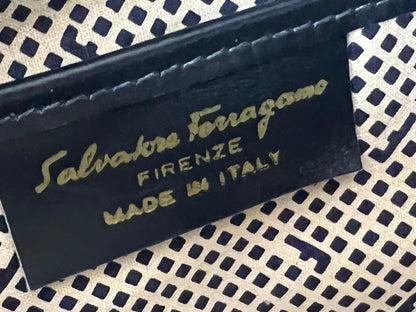 Salvatore Ferragamo
FIRENZE
MADE IN ITALY